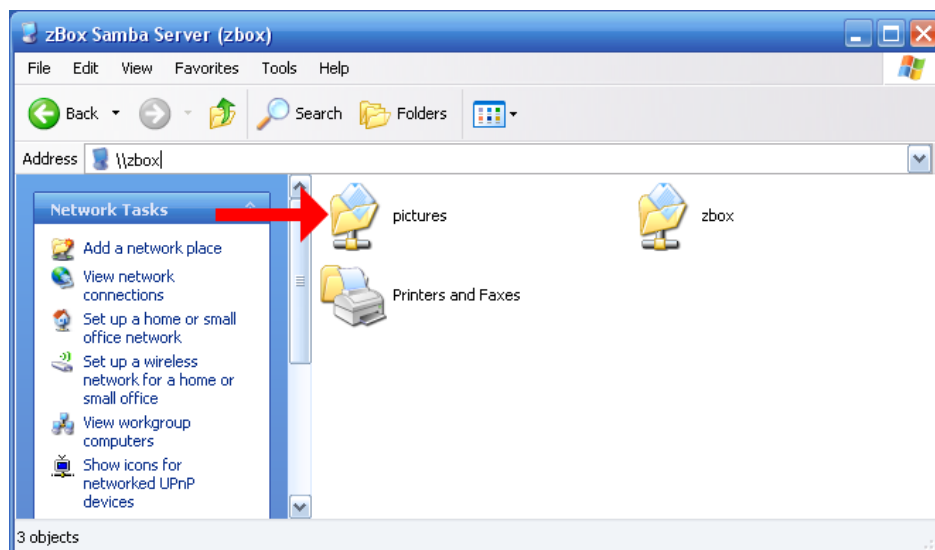 zBox Samba Server (zbox)
File Edit View Favorites Tools Help
Back Search Folders
Address \\zbox
Network Tasks
Add a network place
View network
connections
Set up a home or small
office network
Set up a wireless
network for a home or
small office
View workgroup
computers
Show icons for
networked UPnP
devices
pictures
zbox
Printers and Faxes
3 objects